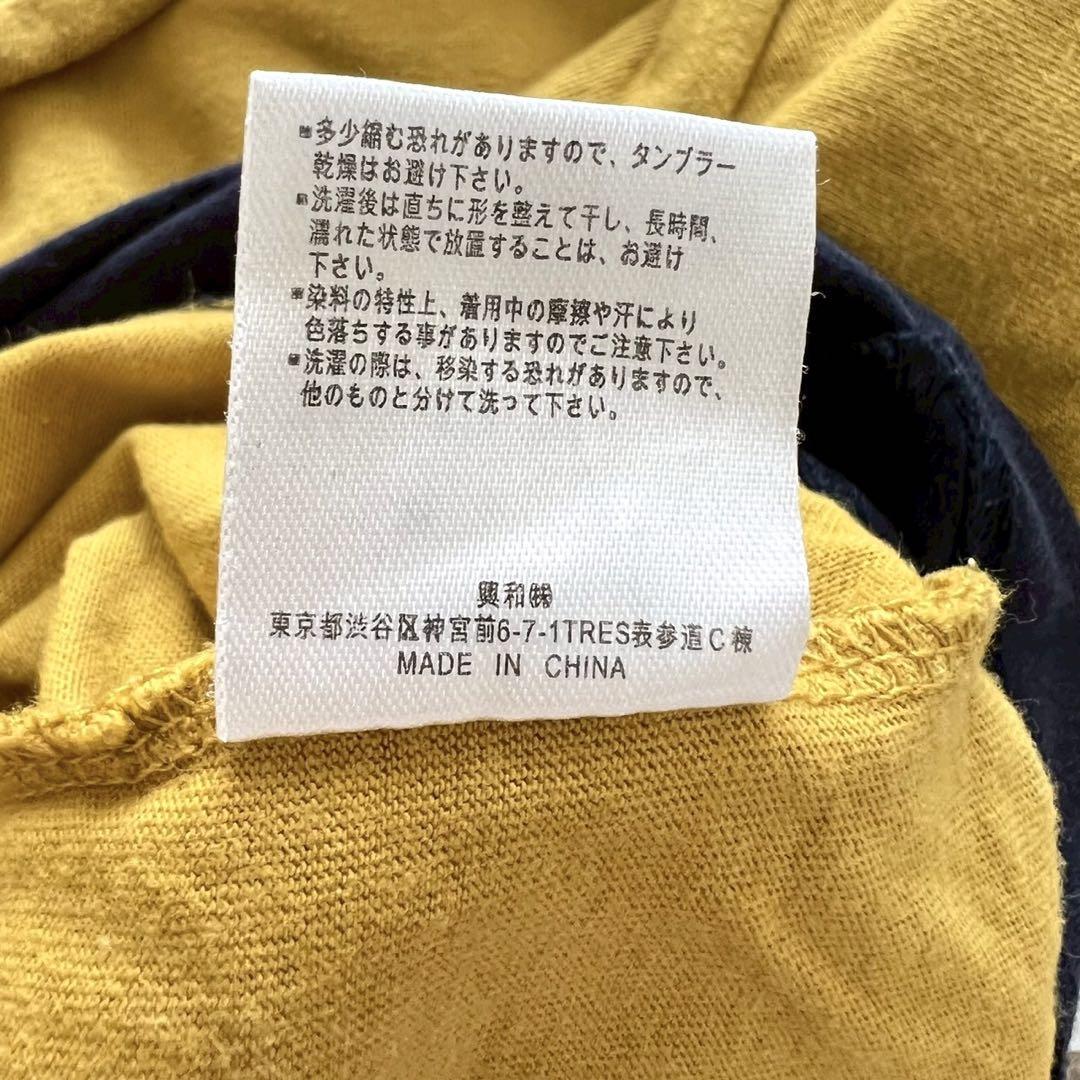 ■多少縮む恐れがありますので、タンブラー
乾燥はお避け下さい。
■洗濯後は直ちに形を整えて干し、長時間、
濡れた状態で放置することは、お避け
下さい。
■染料の特性上、着用中の摩擦や汗により
色落ちする事がありますのでご注意下さい。
■洗濯の際は、移染する恐れがありますので、
他のものと分けて洗って下さい。
興和㈱
東京都渋谷区神宮前6-7-1TRES表参道C棟
MADE IN CHINA